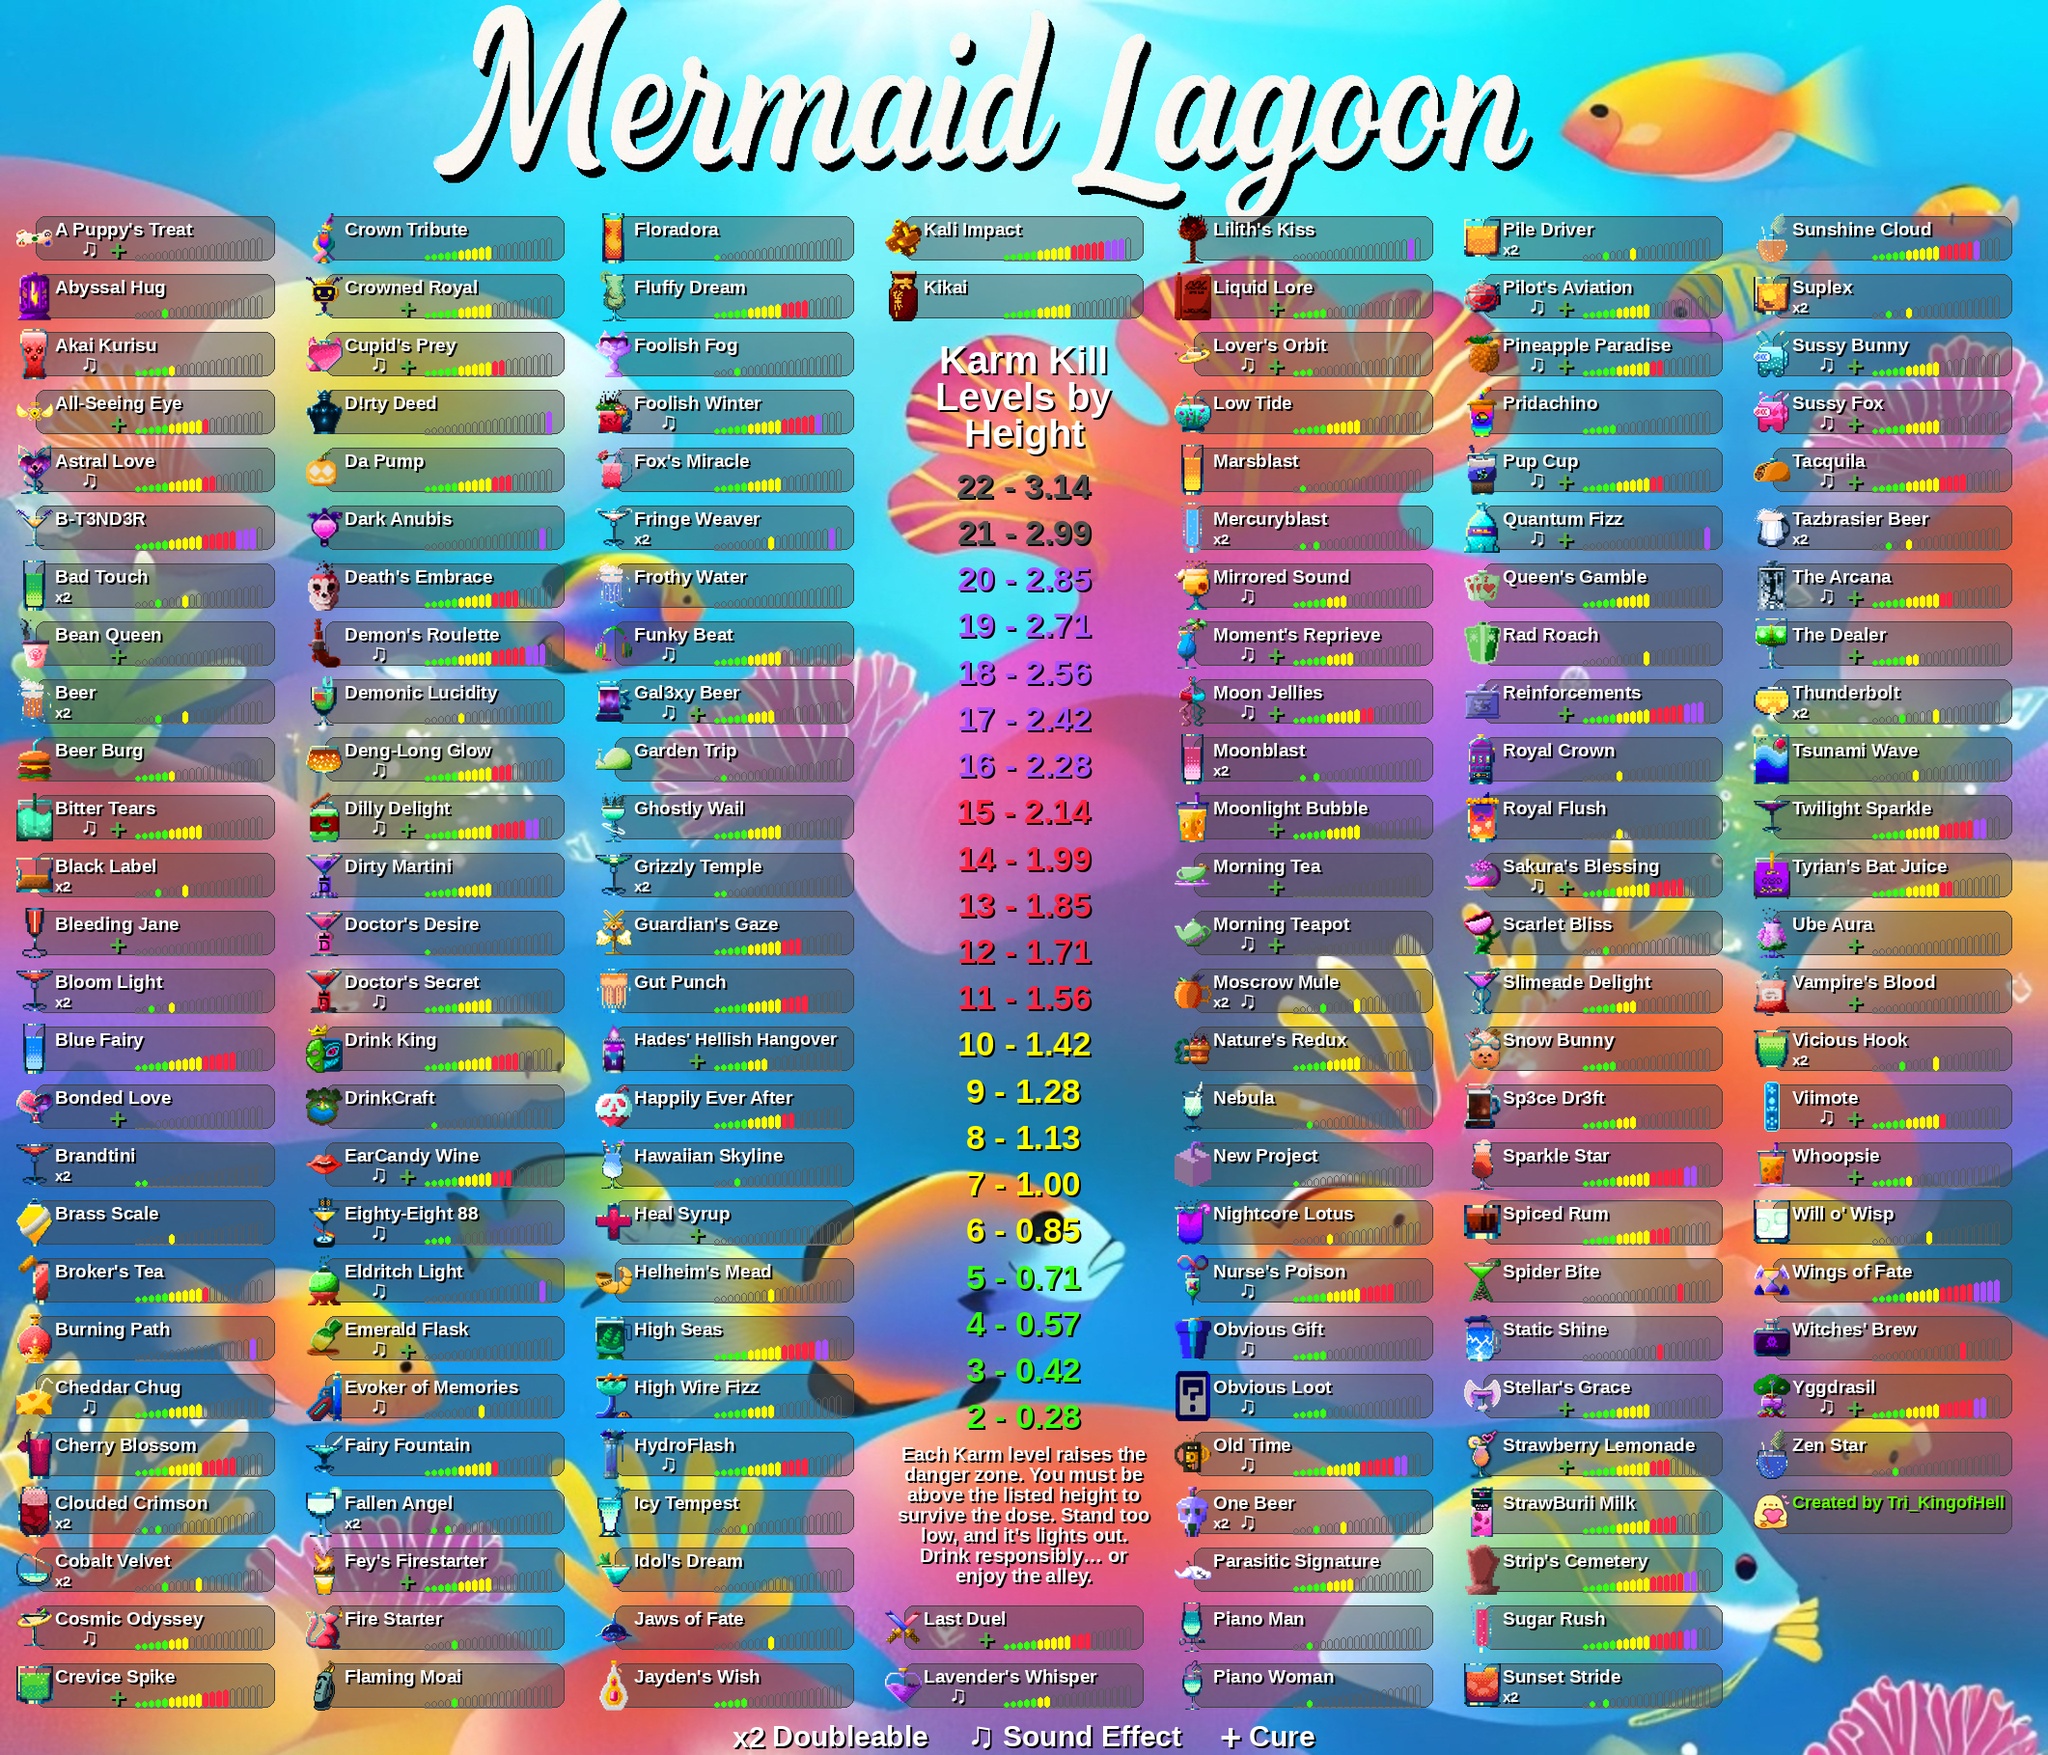 Mermaid Lagoon
A Puppy's Treat
♫ +
Abyssal Hug
Akai Kurisu
♫
All-Seeing Eye
+
Astral Love
♫
B-T3ND3R
Bad Touch
x2
Bean Queen
+
Beer
x2
Beer Burg
Bitter Tears
♫ +
Black Label
x2
Bleeding Jane
+
Bloom Light
x2
Blue Fairy
Bonded Love
+
Brandtini
x2
Brass Scale
Broker's Tea
Burning Path
Cheddar Chug
♫
Cherry Blossom
Clouded Crimson
x2
Cobalt Velvet
x2
Cosmic Odyssey
♫
Crevice Spike
+
Crown Tribute
Crowned Royal
+
Cupid's Prey
♫ +
D!rty Deed
Da Pump
Dark Anubis
Death's Embrace
Demon's Roulette
♫
Demonic Lucidity
Deng-Long Glow
♫
Dilly Delight
♫ +
Dirty Martini
Doctor's Desire
Doctor's Secret
♫
Drink King
DrinkCraft
EarCandy Wine
♫ +
Eighty-Eight 88
♫
Eldritch Light
Emerald Flask
♫ +
Evoker of Memories
♫
Fairy Fountain
Fallen Angel
x2
Fey's Firestarter
+
Fire Starter
Flaming Moai
Floradora
Fluffy Dream
Foolish Fog
Foolish Winter
♫
Fox's Miracle
Fringe Weaver
x2
Frothy Water
Funky Beat
♫
Gal3xy Beer
♫ +
Garden Trip
Ghostly Wail
Grizzly Temple
x2
Guardian's Gaze
Gut Punch
Hades' Hellish Hangover
+
Happily Ever After
Hawaiian Skyline
Heal Syrup
+
Helheim's Mead
High Seas
High Wire Fizz
HydroFlash
♫
Icy Tempest
Idol's Dream
Jaws of Fate
Jayden's Wish
Kali Impact
Kikai
Karm Kill
Levels by
Height
22 - 3.14
21 - 2.99
20 - 2.85
19 - 2.71
18 - 2.56
17 - 2.42
16 - 2.28
15 - 2.14
14 - 1.99
13 - 1.85
12 - 1.71
11 - 1.56
10 - 1.42
9 - 1.28
8 - 1.13
7 - 1.00
6 - 0.85
5 - 0.71
4 - 0.57
3 - 0.42
2 - 0.28
Each Karm level raises the
danger zone. You must be
above the listed height to
survive the dose. Stand too
low, and it's lights out.
Drink responsibly... or
enjoy the alley.
Last Duel
+
Lavender's Whisper
♫
Lilith's Kiss
Liquid Lore
+
Lover's Orbit
♫ +
Low Tide
Marsblast
Mercuryblast
x2
Mirrored Sound
♫
Moment's Reprieve
♫ +
Moon Jellies
♫ +
Moonblast
x2
Moonlight Bubble
+
Morning Tea
+
Morning Teapot
♫ +
Moscrow Mule
x2 ♫
Nature's Redux
Nebula
New Project
Nightcore Lotus
Nurse's Poison
♫
Obvious Gift
♫
Obvious Loot
♫
Old Time
♫
One Beer
x2 ♫
Parasitic Signature
Piano Man
Piano Woman
Pile Driver
x2
Pilot's Aviation
♫ +
Pineapple Paradise
♫ +
Pridachino
Pup Cup
♫ +
Quantum Fizz
♫ +
Queen's Gamble
Rad Roach
Reinforcements
+
Royal Crown
Royal Flush
Sakura's Blessing
♫ +
Scarlet Bliss
Slimeade Delight
Snow Bunny
Sp3ce Dr3ft
Sparkle Star
Spiced Rum
Spider Bite
Static Shine
Stellar's Grace
+
Strawberry Lemonade
+
StrawBurii Milk
Strip's Cemetery
Sugar Rush
Sunset Stride
x2
Sunshine Cloud
Suplex
x2
Sussy Bunny
♫ +
Sussy Fox
♫ +
Tacquila
♫ +
Tazbrasier Beer
x2
The Arcana
♫ +
The Dealer
+
Thunderbolt
x2
Tsunami Wave
Twilight Sparkle
Tyrian's Bat Juice
Ube Aura
+
Vampire's Blood
+
Vicious Hook
x2
Viimote
♫ +
Whoopsie
+
Will o' Wisp
Wings of Fate
Witches' Brew
Yggdrasil
♫ +
Zen Star
Created by Tri_KingofHell
x2 Doubleable ♫ Sound Effect + Cure